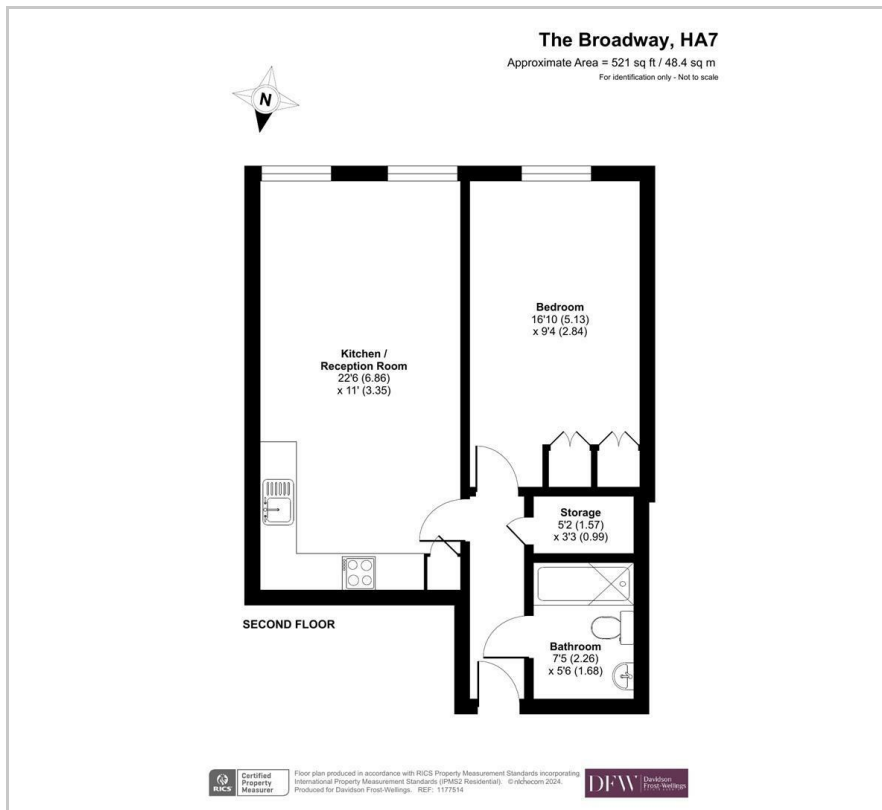 The Broadway, HA7
Approximate Area = 521 sq ft / 48.4 sq m
For identification only - Not to scale
N
Bedroom
16'10 (5.13)
x 9'4 (2.84)
Kitchen /
Reception Room
22'6 (6.86)
x 11' (3.35)
Storage
5'2 (1.57)
x 3'3 (0.99)
SECOND FLOOR
Bathroom
7'5 (2.26)
x 5'6 (1.68)
RICS
Certified
Property
Measurer
Floor plan produced in accordance with RICS Property Measurement Standards incorporating
International Property Measurement Standards (IPMS2 Residential). © nichecom 2024.
Produced for Davidson Frost-Wellings. REF: 1177514
DFW
Davidson
Frost-Wellings